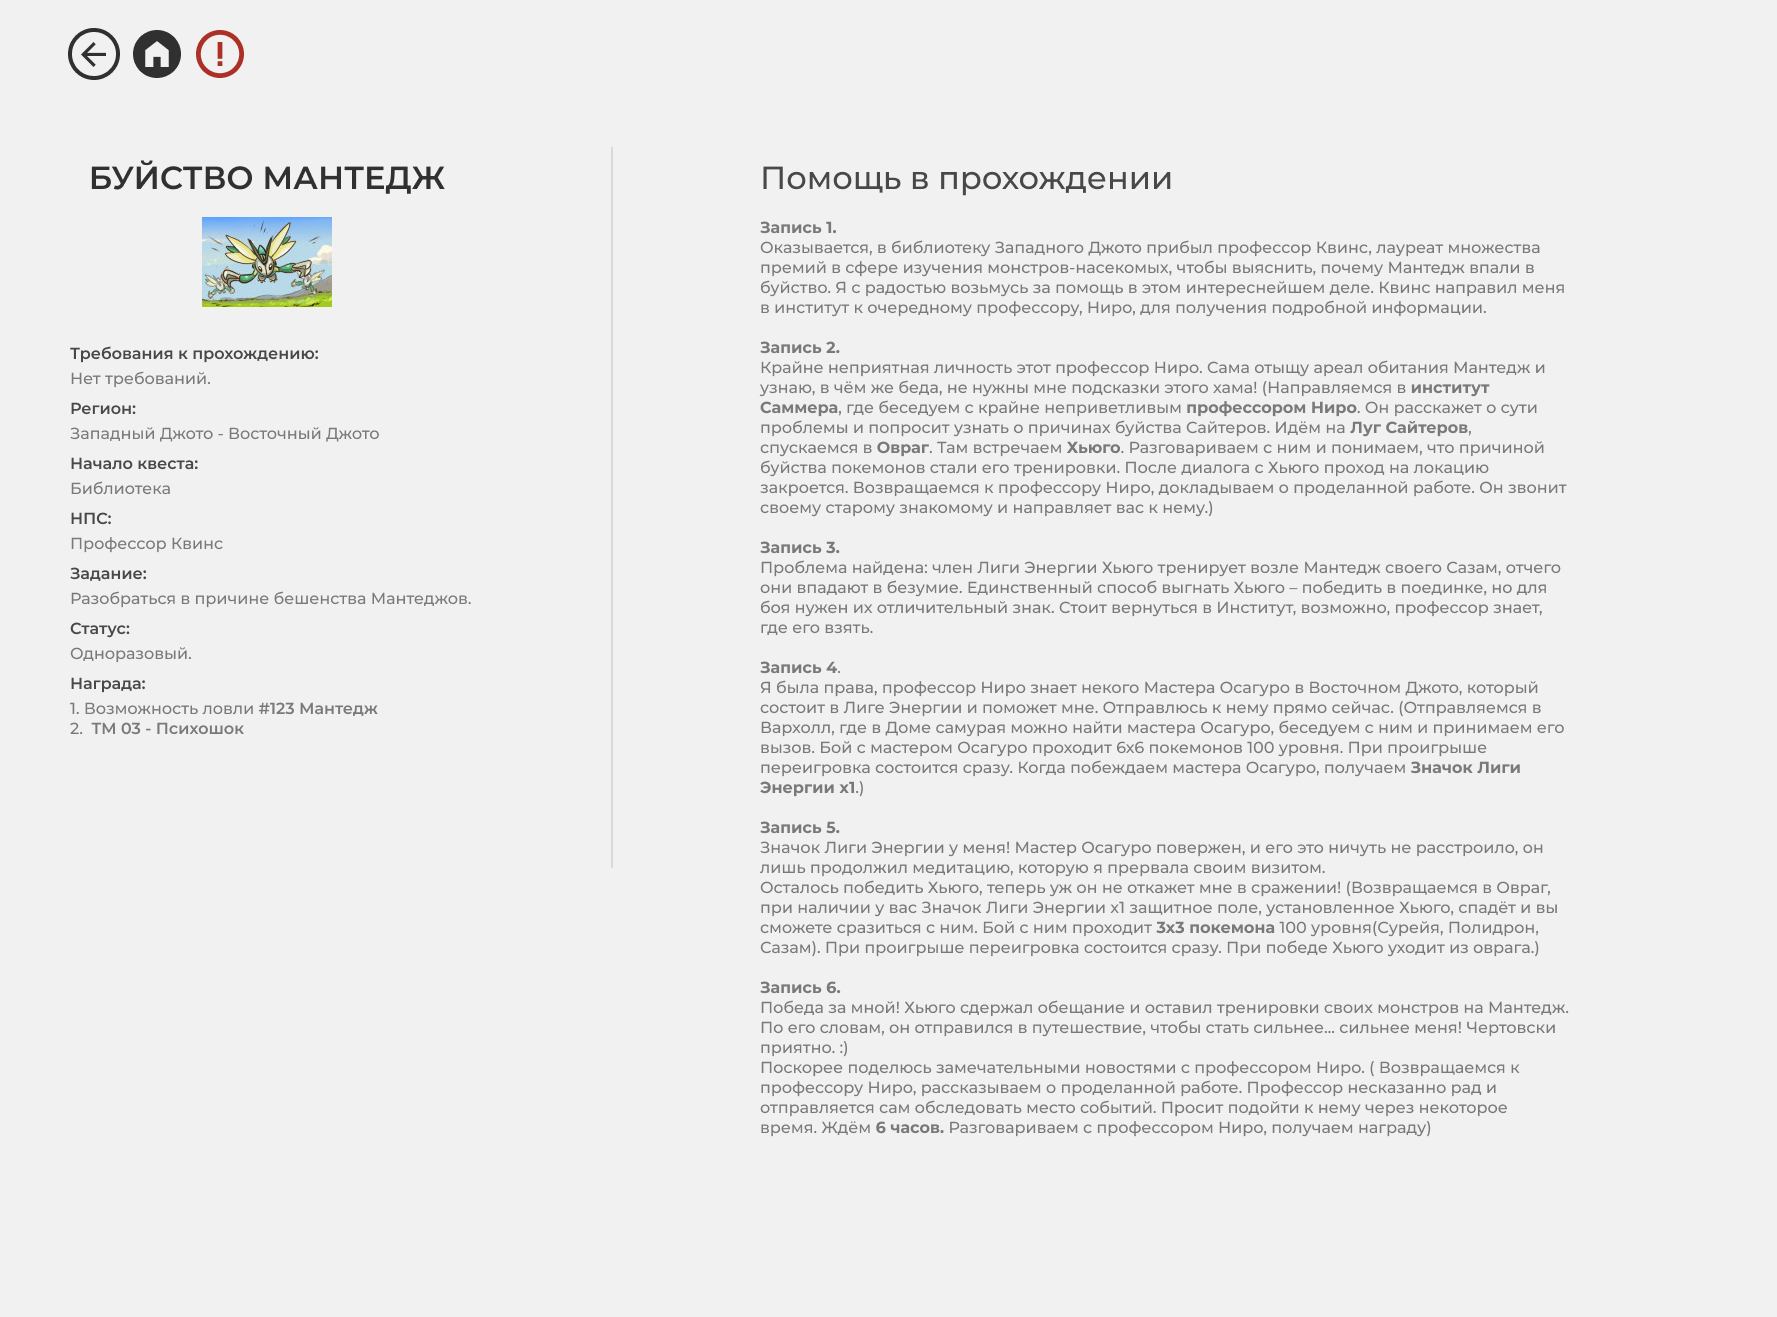 БУЙСТВО МАНТЕДЖ
Требования к прохождению:
Нет требований.
Регион:
Западный Джото - Восточный Джото
Начало квеста:
Библиотека
НПС:
Профессор Квинс
Задание:
Разобраться в причине бешенства Мантеджов.
Статус:
Одноразовый.
Награда:
1. Возможность ловли #123 Мантедж
2. ТМ 03 - Психошок
Помощь в прохождении
Запись 1.
Оказывается, в библиотеку Западного Джото прибыл профессор Квинс, лауреат множества
премий в сфере изучения монстров-насекомых, чтобы выяснить, почему Мантедж впали в
буйство. Я с радостью возьмусь за помощь в этом интереснейшем деле. Квинс направил меня
в институт к очередному профессору, Ниро, для получения подробной информации.
Запись 2.
Крайне неприятная личность этот профессор Ниро. Сама отыщу ареал обитания Мантедж и
узнаю, в чём же беда, не нужны мне подсказки этого хама! (Направляемся в институт
Саммера, где беседуем с крайне неприветливым профессором Ниро. Он расскажет о сути
проблемы и попросит узнать о причинах буйства Сайтеров. Идём на Луг Сайтеров,
спускаемся в Овраг. Там встречаем Хьюго. Разговариваем с ним и понимаем, что причиной
буйства покемонов стали его тренировки. После диалога с Хьюго проход на локацию
закроется. Возвращаемся к профессору Ниро, докладываем о проделанной работе. Он звонит
своему старому знакомому и направляет вас к нему.)
Запись 3.
Проблема найдена: член Лиги Энергии Хьюго тренирует возле Мантедж своего Сазам, отчего
они впадают в безумие. Единственный способ выгнать Хьюго – победить в поединке, но для
боя нужен их отличительный знак. Стоит вернуться в Институт, возможно, профессор знает,
где его взять.
Запись 4.
Я была права, профессор Ниро знает некого Мастера Осагуро в Восточном Джото, который
состоит в Лиге Энергии и поможет мне. Отправлюсь к нему прямо сейчас. (Отправляемся в
Вархолл, где в Доме самурая можно найти мастера Осагуро, беседуем с ним и принимаем его
вызов. Бой с мастером Осагуро проходит 6х6 покемонов 100 уровня. При проигрыше
переигровка состоится сразу. Когда побеждаем мастера Осагуро, получаем Значок Лиги
Энергии х1.)
Запись 5.
Значок Лиги Энергии у меня! Мастер Осагуро повержен, и его это ничуть не расстроило, он
лишь продолжил медитацию, которую я прервала своим визитом.
Осталось победить Хьюго, теперь уж он не откажет мне в сражении! (Возвращаемся в Овраг,
при наличии у вас Значок Лиги Энергии х1 защитное поле, установленное Хьюго, спадёт и вы
сможете сразиться с ним. Бой с ним проходит 3х3 покемона 100 уровня(Сурейя, Полидрон,
Сазам). При проигрыше переигровка состоится сразу. При победе Хьюго уходит из оврага.)
Запись 6.
Победа за мной! Хьюго сдержал обещание и оставил тренировки своих монстров на Мантедж.
По его словам, он отправился в путешествие, чтобы стать сильнее... сильнее меня! Чертовски
приятно. :)
Поскорее поделюсь замечательными новостями с профессором Ниро. ( Возвращаемся к
профессору Ниро, рассказываем о проделанной работе. Профессор несказанно рад и
отправляется сам обследовать место событий. Просит подойти к нему через некоторое
время. Ждём 6 часов. Разговариваем с профессором Ниро, получаем награду)